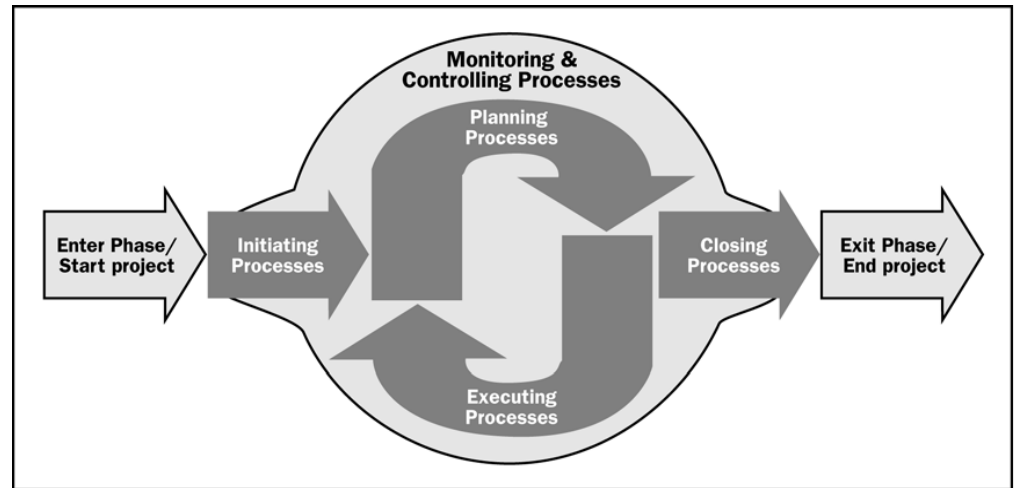 Monitoring &
Controlling Processes
Planning
Processes
Enter Phase/
Start project
Initiating
Processes
Closing
Processes
Exit Phase/
End project
Executing
Processes